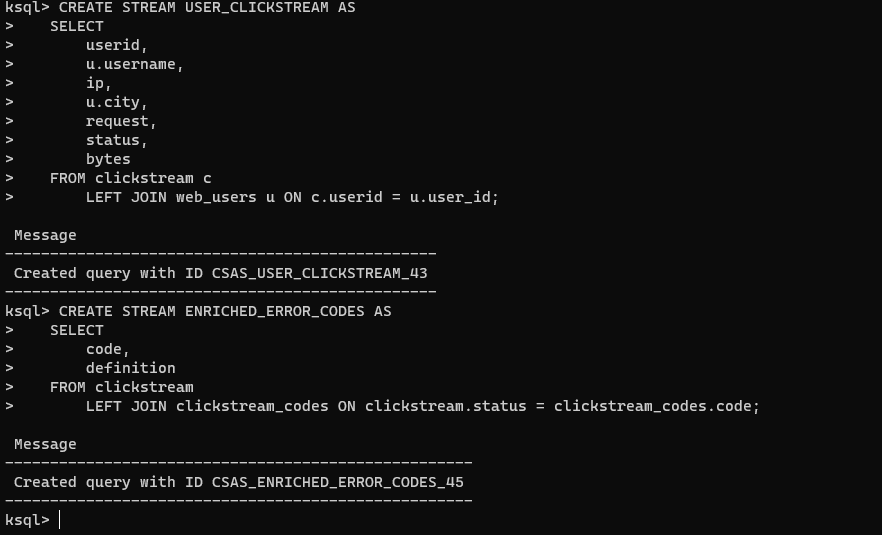 ksql> CREATE STREAM USER_CLICKSTREAM AS
>    SELECT
>        userid,
>        u.username,
>        ip,
>        u.city,
>        request,
>        status,
>        bytes
>    FROM clickstream c
>        LEFT JOIN web_users u ON c.userid = u.user_id;

 Message
------------------------------------------------
 Created query with ID CSAS_USER_CLICKSTREAM_43
------------------------------------------------
ksql> CREATE STREAM ENRICHED_ERROR_CODES AS
>    SELECT
>        code,
>        definition
>    FROM clickstream
>        LEFT JOIN clickstream_codes ON clickstream.status = clickstream_codes.code;

 Message
----------------------------------------------------
 Created query with ID CSAS_ENRICHED_ERROR_CODES_45
----------------------------------------------------
ksql>